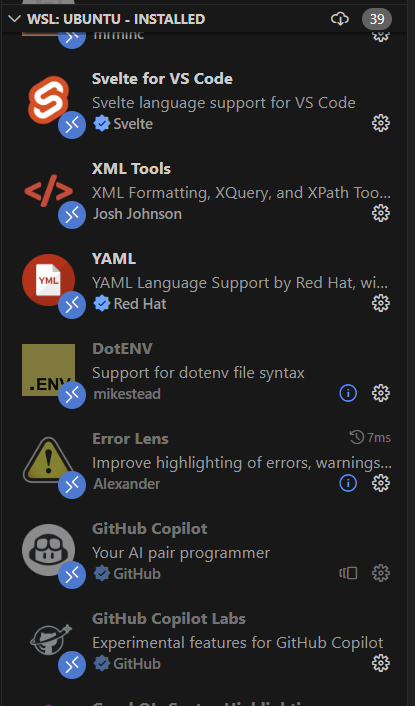 WSL: UBUNTU - INSTALLED
39
mrmlnc
Svelte for VS Code
Svelte language support for VS Code
Svelte
XML Tools
XML Formatting, XQuery, and XPath Too...
Josh Johnson
YML
YAML
YAML Language Support by Red Hat, wi...
Red Hat
.ENV
DotENV
Support for dotenv file syntax
mikestead
Error Lens
7ms
Improve highlighting of errors, warnings...
Alexander
GitHub Copilot
Your AI pair programmer
GitHub
GitHub Copilot Labs
Experimental features for GitHub Copilot
GitHub